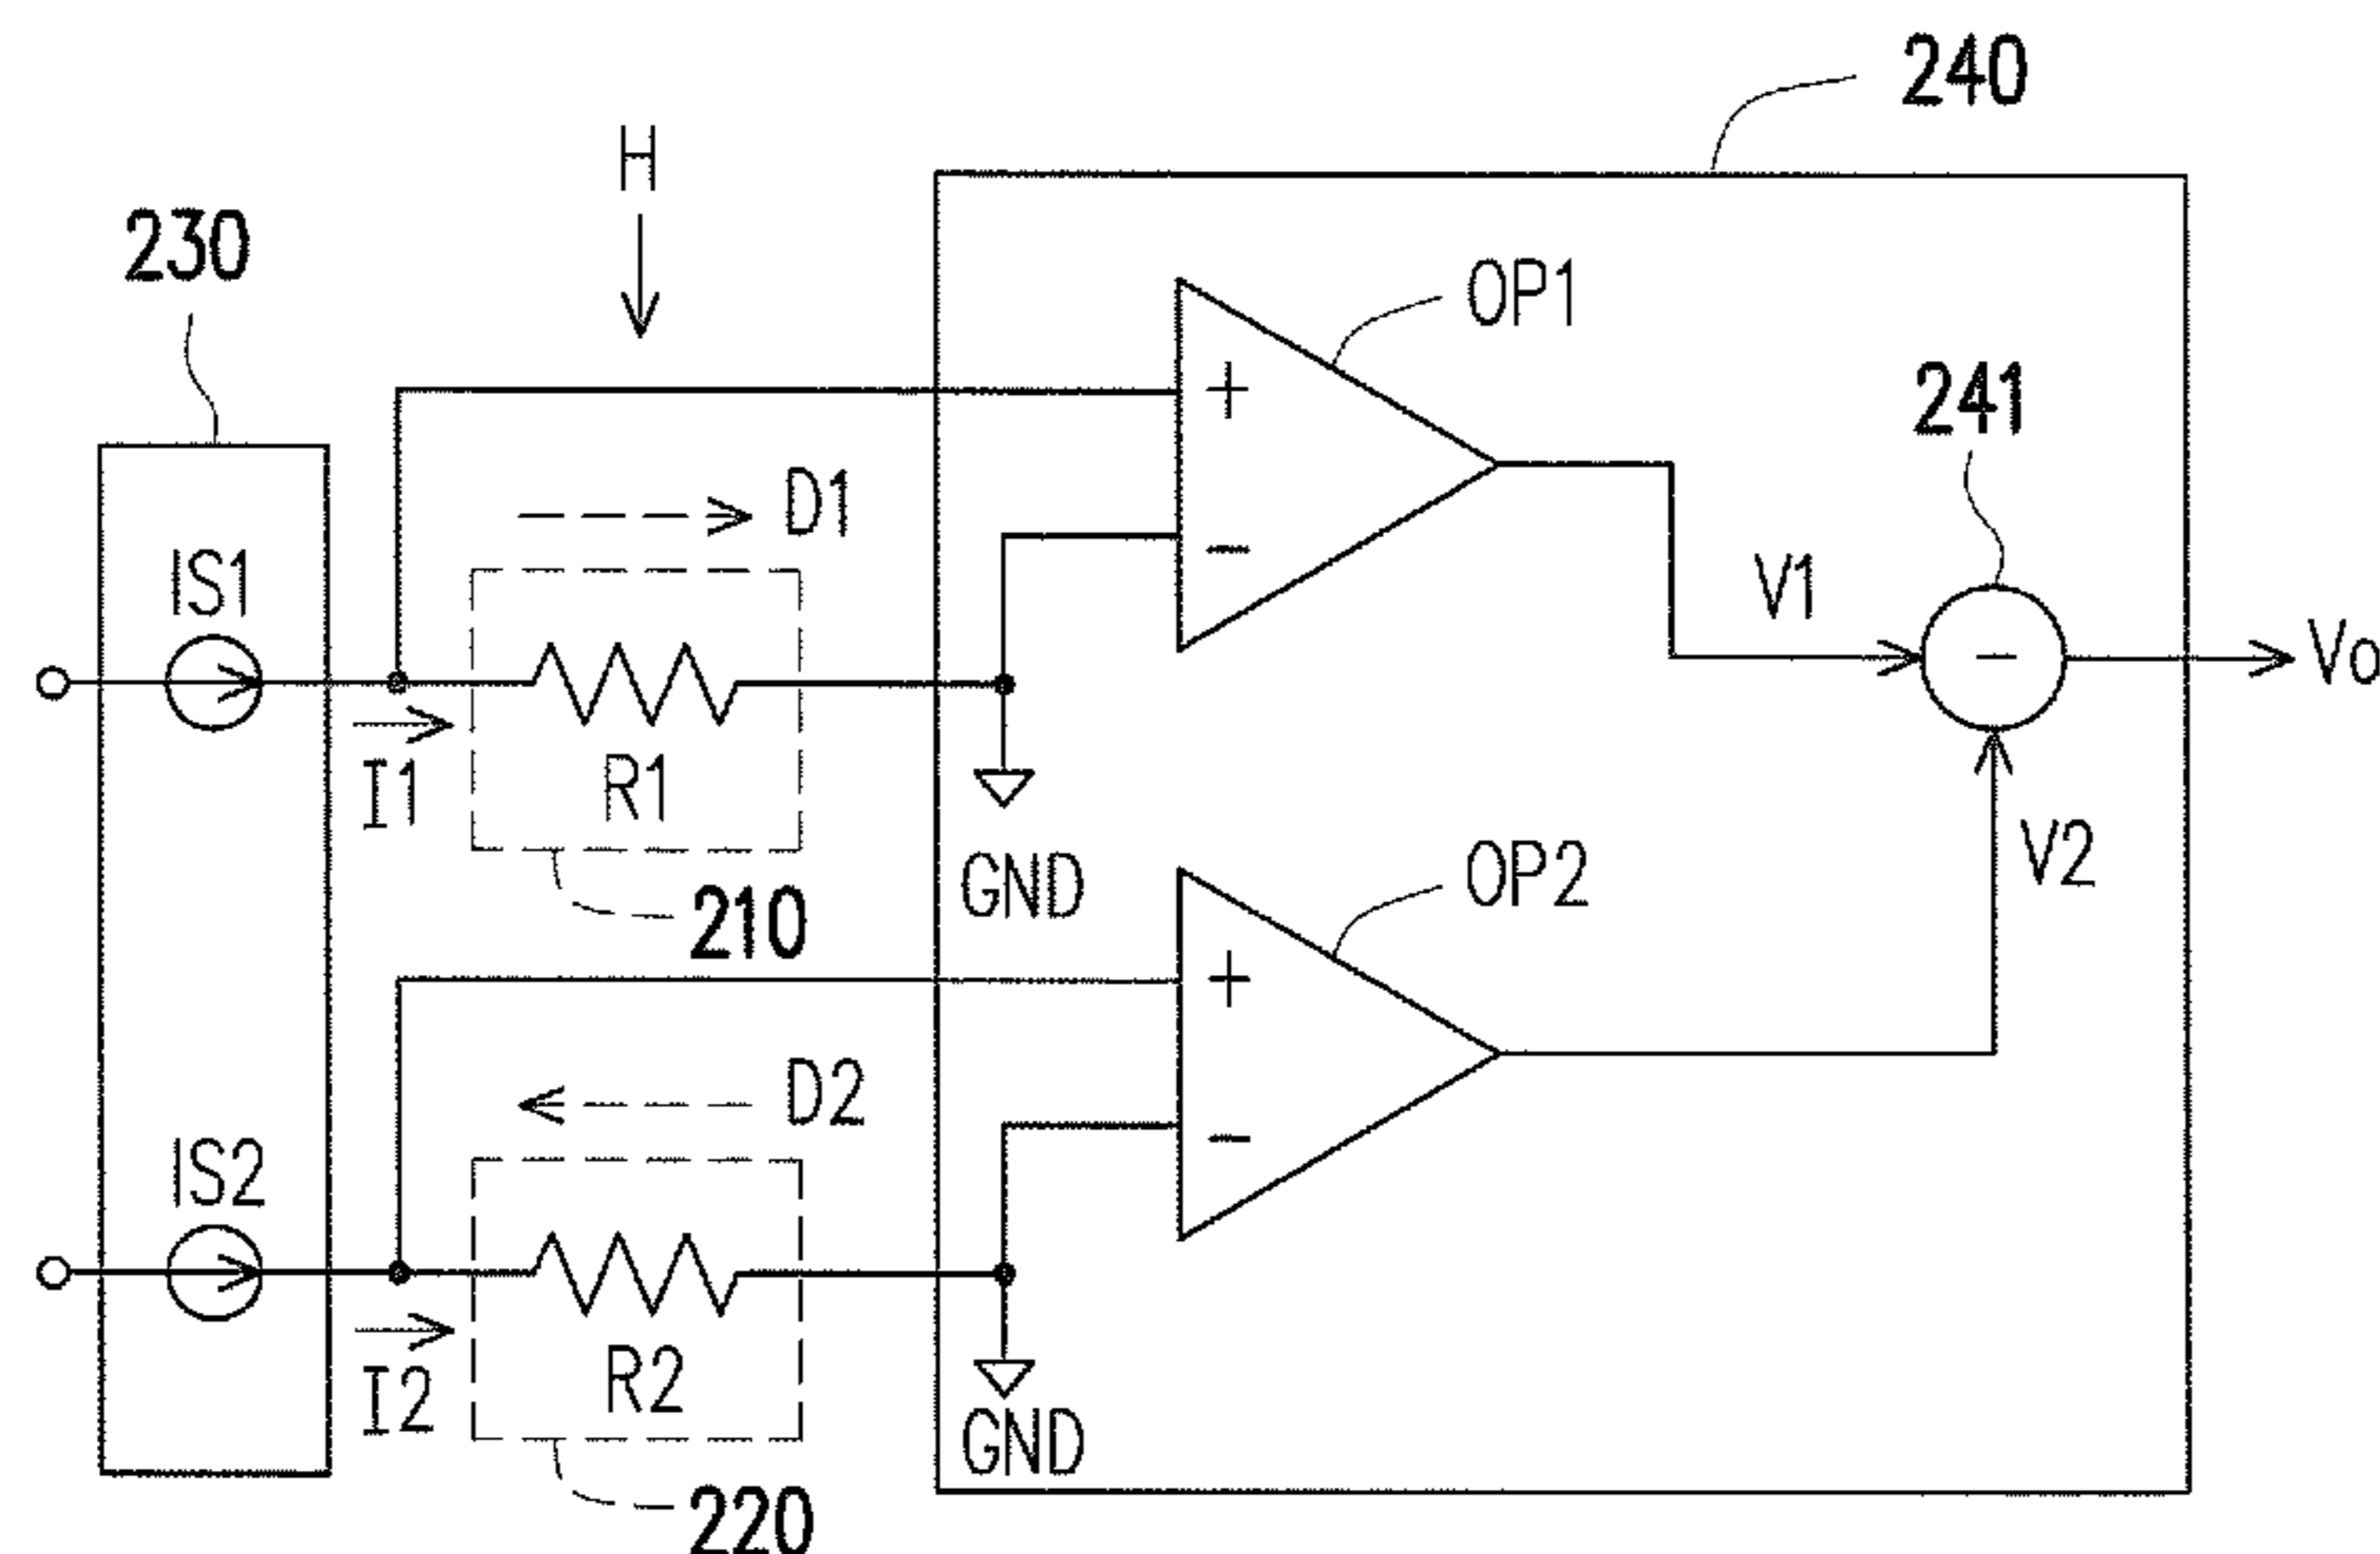 240
H
230
OP1
241
D1
IS1
V1
Vo
I1
R1
GND
210
OP2
V2
D2
IS2
I2
R2
GND
220
+
−
+
−
−